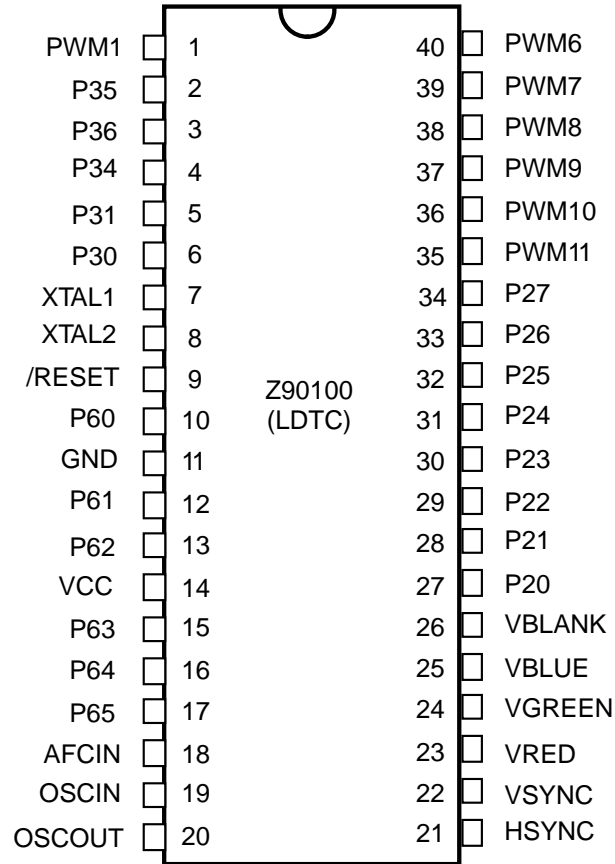 PWM1 1 40 PWM6
P35 2 39 PWM7
P36 3 38 PWM8
P34 4 37 PWM9
P31 5 36 PWM10
P30 6 35 PWM11
XTAL1 7 34 P27
XTAL2 8 33 P26
/RESET 9 32 P25
Z90100
P60 10 31 P24
(LDTC)
GND 11 30 P23
P61 12 29 P22
P62 13 28 P21
VCC 14 27 P20
P63 15 26 VBLANK
P64 16 25 VBLUE
P65 17 24 VGREEN
AFCIN 18 23 VRED
OSCIN 19 22 VSYNC
OSCOUT 20 21 HSYNC